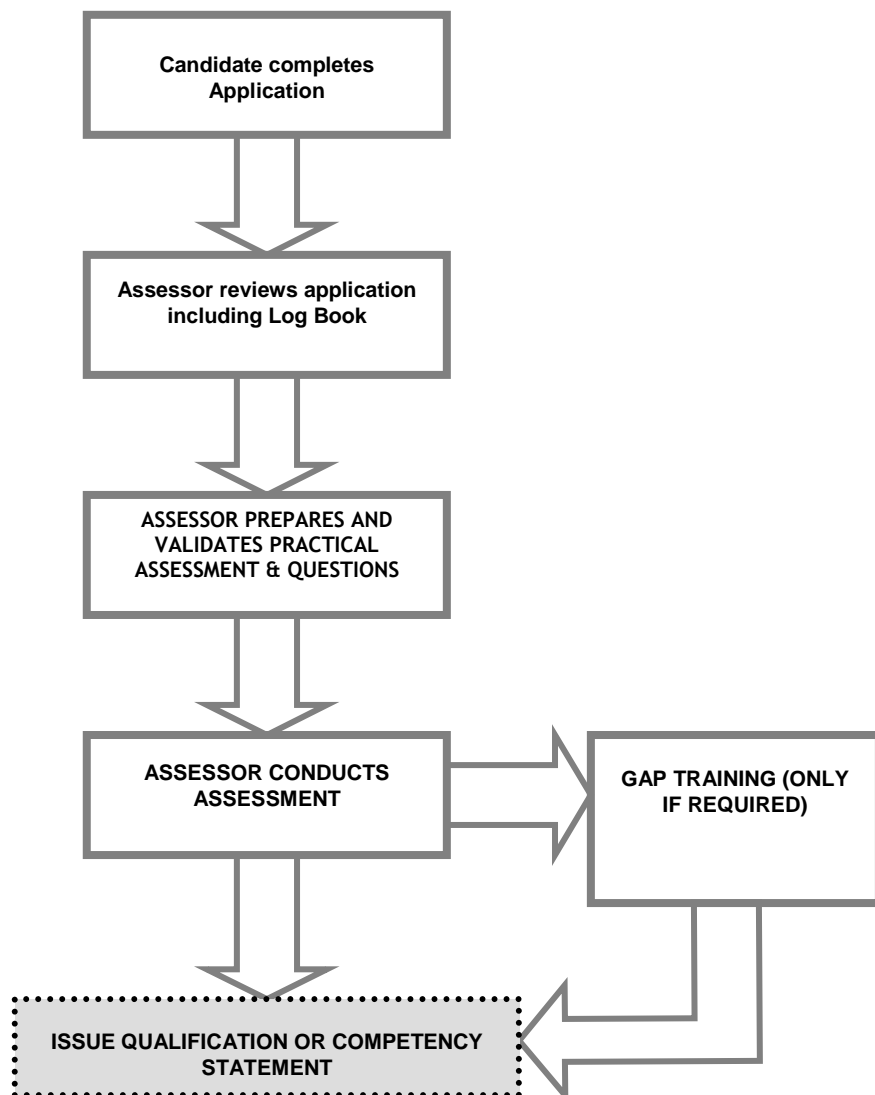 Candidate completes
Application
Assessor reviews application
including Log Book
ASSESSOR PREPARES AND
VALIDATES PRACTICAL
ASSESSMENT & QUESTIONS
ASSESSOR CONDUCTS
ASSESSMENT
GAP TRAINING (ONLY
IF REQUIRED)
ISSUE QUALIFICATION OR COMPETENCY
STATEMENT